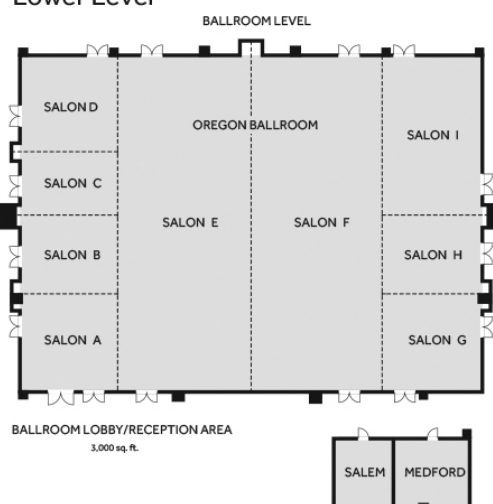 Lower Level
BALLROOM LEVEL
SALON D
OREGON BALLROOM
SALON I
SALON C
SALON E
SALON F
SALON B
SALON H
SALON A
SALON G
BALLROOM LOBBY/RECEPTION AREA
3,000 sq. ft.
SALEM
MEDFORD